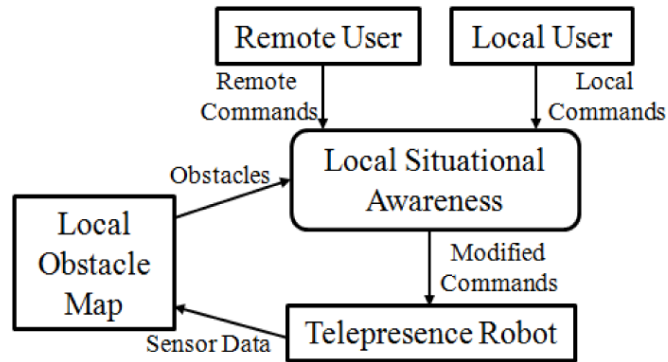 Remote User
Local User
Remote
Commands
Local
Commands
Local Situational
Awareness
Obstacles
Local
Obstacle
Map
Modified
Commands
Sensor Data
Telepresence Robot